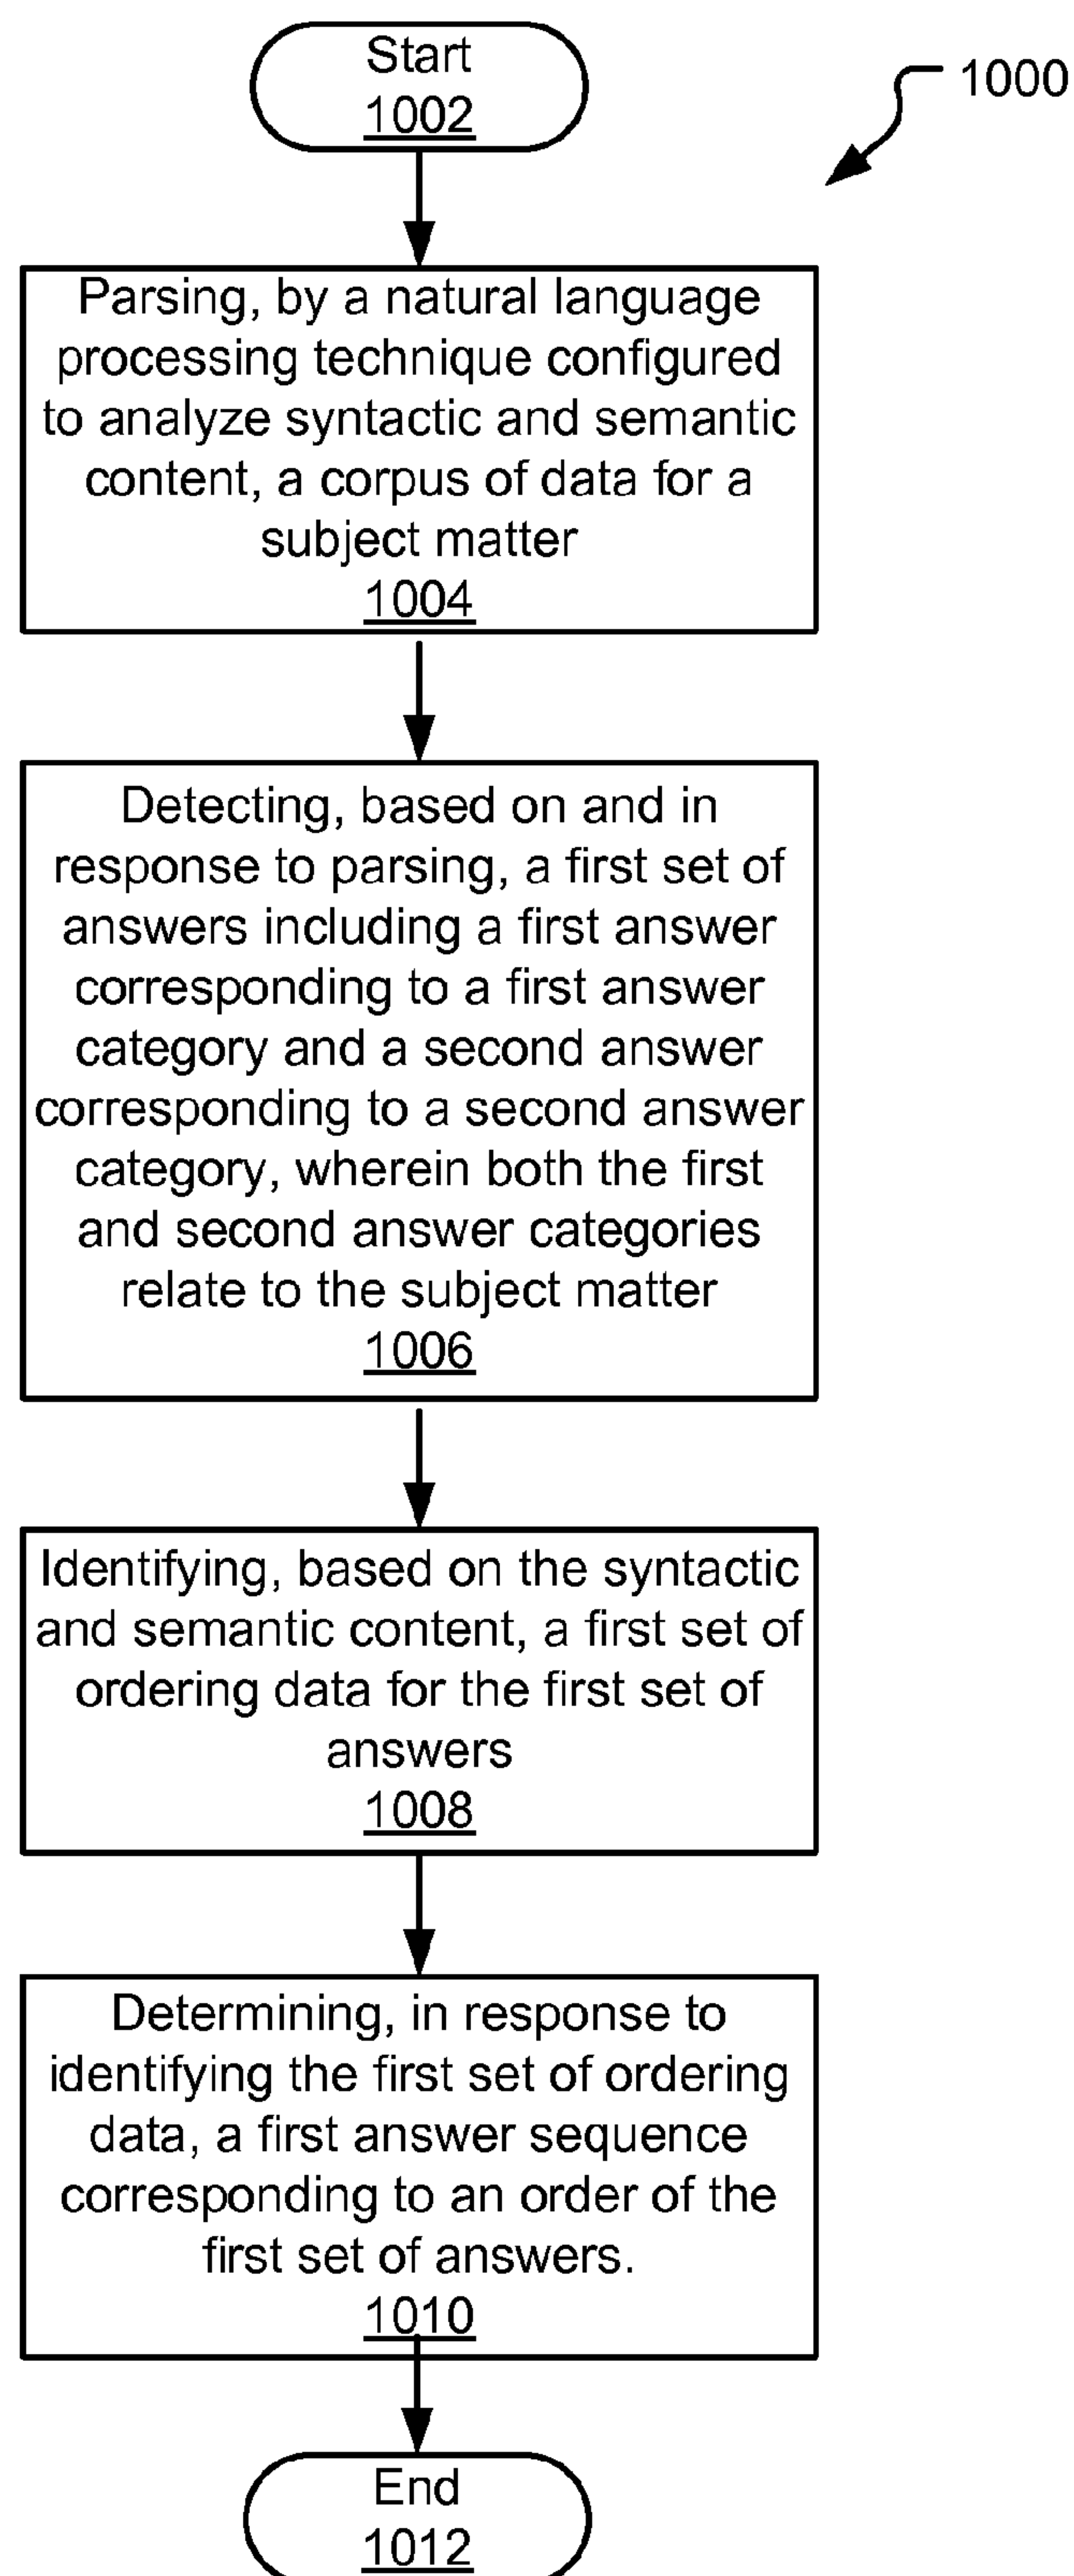 Start
1002
1000
Parsing, by a natural language
processing technique configured
to analyze syntactic and semantic
content, a corpus of data for a
subject matter
1004
Detecting, based on and in
response to parsing, a first set of
answers including a first answer
corresponding to a first answer
category and a second answer
corresponding to a second answer
category, wherein both the first
and second answer categories
relate to the subject matter
1006
Identifying, based on the syntactic
and semantic content, a first set of
ordering data for the first set of
answers
1008
Determining, in response to
identifying the first set of ordering
data, a first answer sequence
corresponding to an order of the
first set of answers.
1010
End
1012